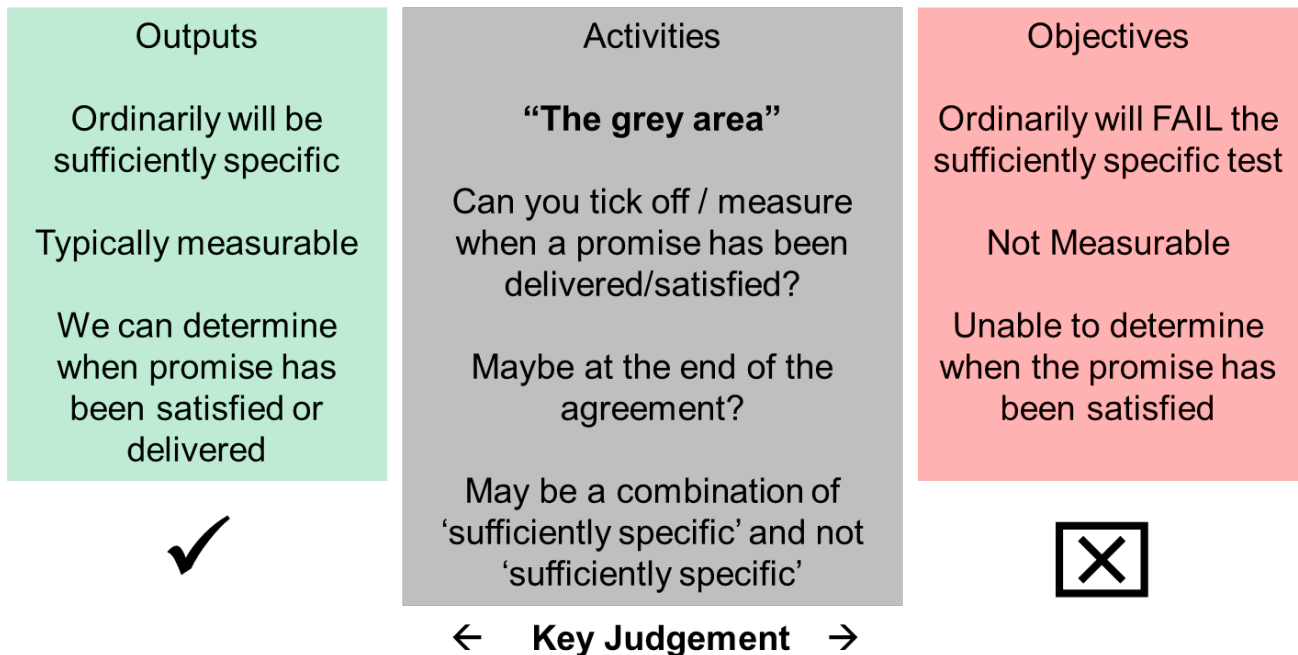 Outputs
Ordinarily will be
sufficiently specific
Typically measurable
We can determine
when promise has
been satisfied or
delivered
✓
Activities
“The grey area”
Can you tick off / measure
when a promise has been
delivered/satisfied?
Maybe at the end of the
agreement?
May be a combination of
‘sufficiently specific’ and not
‘sufficiently specific’
← Key Judgement →
Objectives
Ordinarily will FAIL the
sufficiently specific test
Not Measurable
Unable to determine
when the promise has
been satisfied
☒